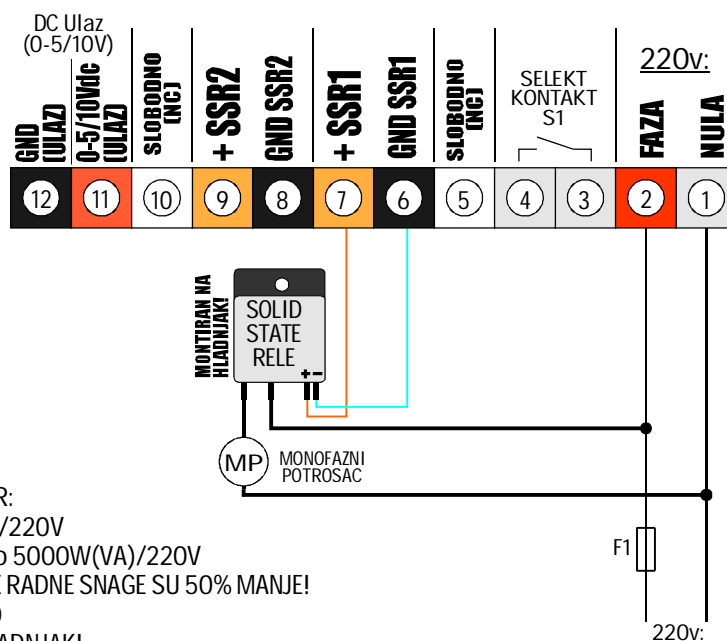 DC Ulaz
(0-5/10V)
GND
(ULAZ)
0-5/10Vdc
(ULAZ)
SLOBODNO
(NC)
+ SSR2
GND SSR2
+ SSR1
GND SSR1
SLOBODNO
(NC)
SELEKT
KONTAKT
S1
220v:
FAZA
NULA
12 11 10 9 8 7 6 5 4 3 2 1
MONTIRAN NA
HLADNJAK!
SOLID
STATE
RELE
+ -
MP
MONOFAZNI
POTROSAC
R:
/220V
o 5000W(VA)/220V
E RADNE SNAGE SU 50% MANJE!
)
ADNJAK!
F1
220v: